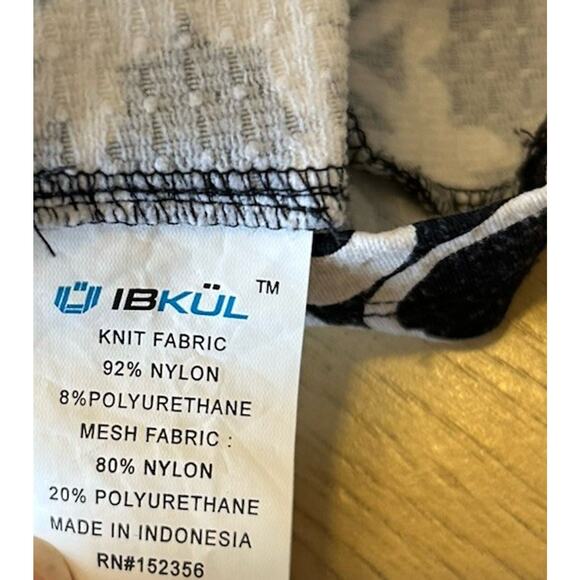 IBKÜL ™
KNIT FABRIC
92% NYLON
8%POLYURETHANE
MESH FABRIC :
80% NYLON
20% POLYURETHANE
MADE IN INDONESIA
RN#152356